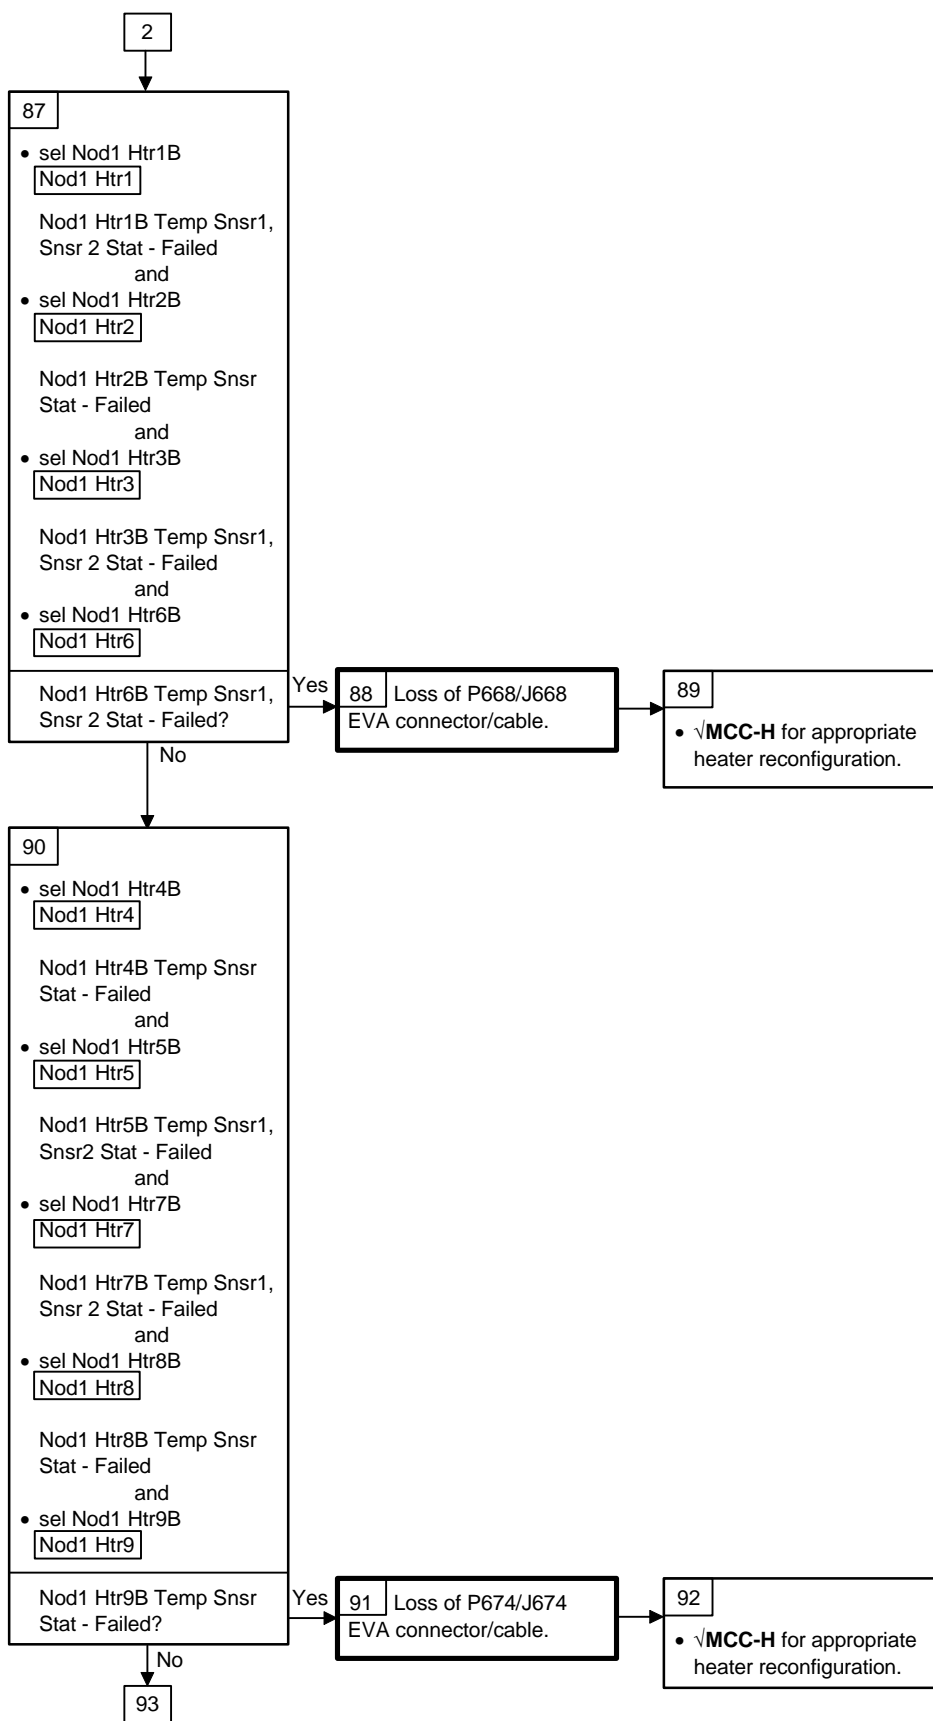 2
87
• sel Nod1 Htr1B
Nod1 Htr1
Nod1 Htr1B Temp Snsr1,
Snsr 2 Stat - Failed
and
• sel Nod1 Htr2B
Nod1 Htr2
Nod1 Htr2B Temp Snsr
Stat - Failed
and
• sel Nod1 Htr3B
Nod1 Htr3
Nod1 Htr3B Temp Snsr1,
Snsr 2 Stat - Failed
and
• sel Nod1 Htr6B
Nod1 Htr6
Nod1 Htr6B Temp Snsr1,
Snsr 2 Stat - Failed?
Yes
88 Loss of P668/J668
EVA connector/cable.
89
• √MCC-H for appropriate
heater reconfiguration.
No
90
• sel Nod1 Htr4B
Nod1 Htr4
Nod1 Htr4B Temp Snsr
Stat - Failed
and
• sel Nod1 Htr5B
Nod1 Htr5
Nod1 Htr5B Temp Snsr1,
Snsr2 Stat - Failed
and
• sel Nod1 Htr7B
Nod1 Htr7
Nod1 Htr7B Temp Snsr1,
Snsr 2 Stat - Failed
and
• sel Nod1 Htr8B
Nod1 Htr8
Nod1 Htr8B Temp Snsr
Stat - Failed
and
• sel Nod1 Htr9B
Nod1 Htr9
Nod1 Htr9B Temp Snsr
Stat - Failed?
Yes
91 Loss of P674/J674
EVA connector/cable.
92
• √MCC-H for appropriate
heater reconfiguration.
No
93